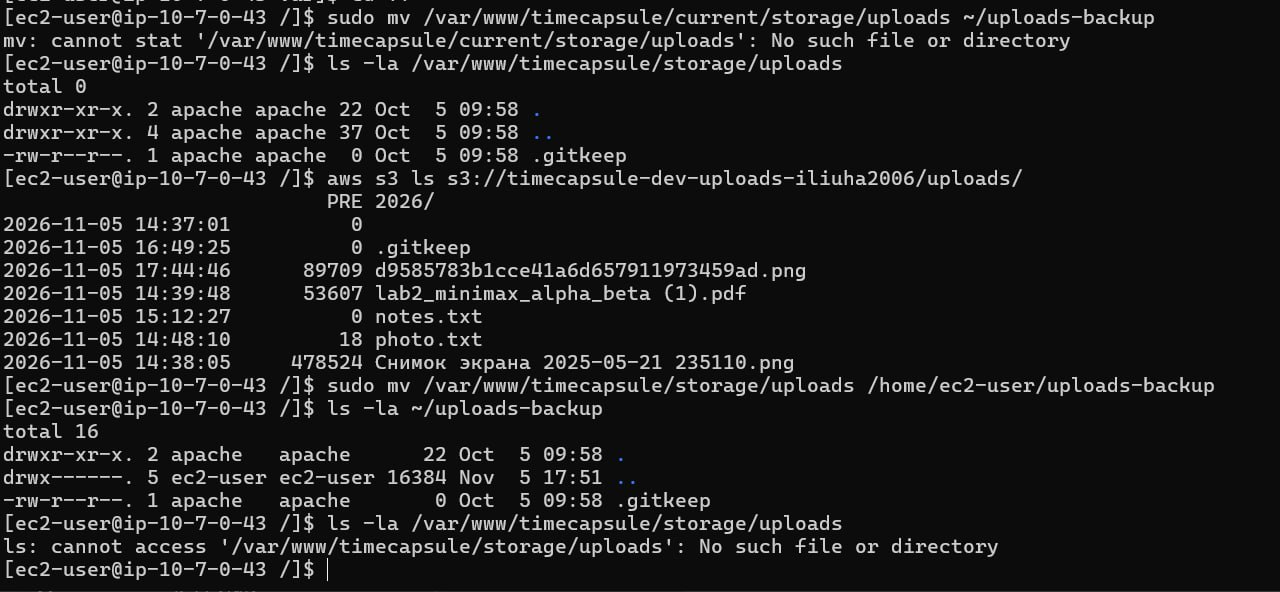 [ec2-user@ip-10-7-0-43 /]$ sudo mv /var/www/timecapsule/current/storage/uploads ~/uploads-backup
mv: cannot stat '/var/www/timecapsule/current/storage/uploads': No such file or directory
[ec2-user@ip-10-7-0-43 /]$ ls -la /var/www/timecapsule/storage/uploads
total 0
drwxr-xr-x. 2 apache apache 22 Oct  5 09:58 .
drwxr-xr-x. 4 apache apache 37 Oct  5 09:58 ..
-rw-r--r--. 1 apache apache  0 Oct  5 09:58 .gitkeep
[ec2-user@ip-10-7-0-43 /]$ aws s3 ls s3://timecapsule-dev-uploads-iliuha2006/uploads/
                           PRE 2026/
2026-11-05 14:37:01          0
2026-11-05 16:49:25          0 .gitkeep
2026-11-05 17:44:46      89709 d9585783b1cce41a6d657911973459ad.png
2026-11-05 14:39:48      53607 lab2_minimax_alpha_beta (1).pdf
2026-11-05 15:12:27          0 notes.txt
2026-11-05 14:48:10         18 photo.txt
2026-11-05 14:38:05     478524 Снимок экрана 2025-05-21 235110.png
[ec2-user@ip-10-7-0-43 /]$ sudo mv /var/www/timecapsule/storage/uploads /home/ec2-user/uploads-backup
[ec2-user@ip-10-7-0-43 /]$ ls -la ~/uploads-backup
total 16
drwxr-xr-x. 2 apache   apache      22 Oct  5 09:58 .
drwx------. 5 ec2-user ec2-user 16384 Nov  5 17:51 ..
-rw-r--r--. 1 apache   apache       0 Oct  5 09:58 .gitkeep
[ec2-user@ip-10-7-0-43 /]$ ls -la /var/www/timecapsule/storage/uploads
ls: cannot access '/var/www/timecapsule/storage/uploads': No such file or directory
[ec2-user@ip-10-7-0-43 /]$